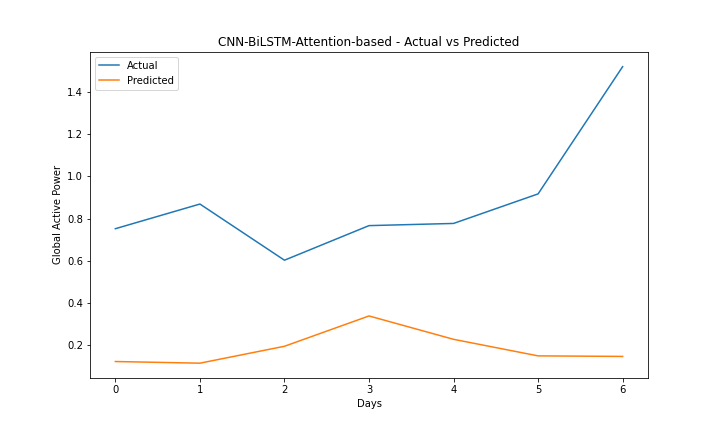 CNN-BiLSTM-Attention-based - Actual vs Predicted
Actual
Predicted
Global Active Power
1.4
1.2
1.0
0.8
0.6
0.4
0.2
0 1 2 3 4 5 6
Days